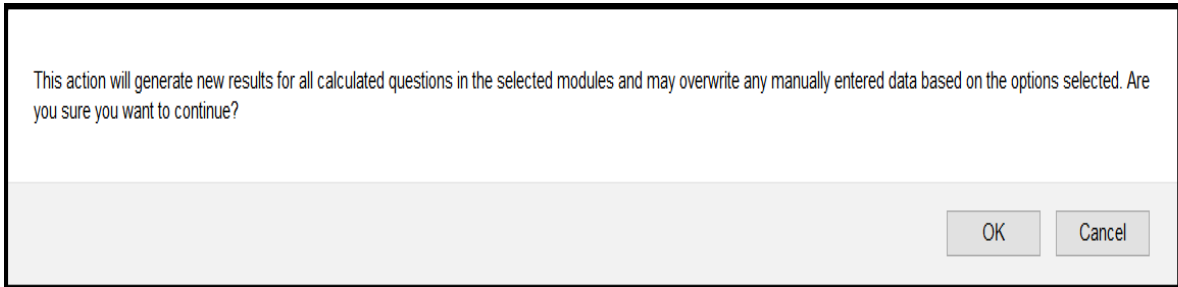 This action will generate new results for all calculated questions in the selected modules and may overwrite any manually entered data based on the options selected. Are
you sure you want to continue?
OK
Cancel